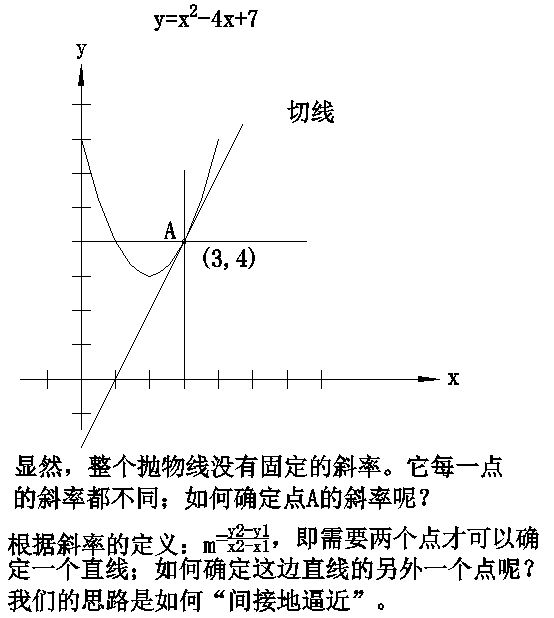 y=x²-4x+7
y
切线
A
(3,4)
x
显然，整个抛物线没有固定的斜率。它每一点
的斜率都不同；如何确定点A的斜率呢？
根据斜率的定义：m=y2-y1/x2-x1，即需要两个点才可以确
定一个直线；如何确定这边直线的另外一个点呢？
我们的思路是如何“间接地逼近”。